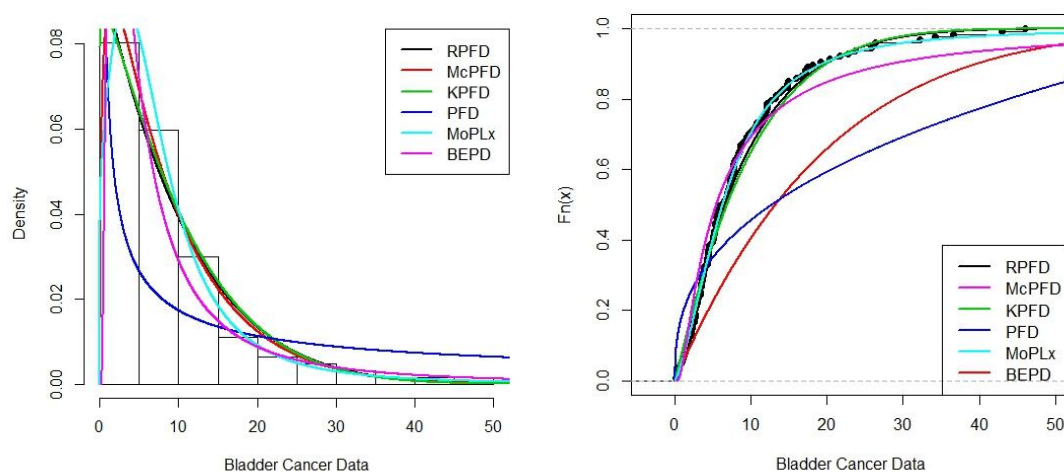 Density
0.00
0.02
0.04
0.06
0.08
0 10 20 30 40 50
Bladder Cancer Data
RPFD
McPFD
KPFD
PFD
MoPLx
BEPD
Fn(x)
0.0
0.2
0.4
0.6
0.8
1.0
0 10 20 30 40 50
Bladder Cancer Data
RPFD
McPFD
KPFD
PFD
MoPLx
BEPD